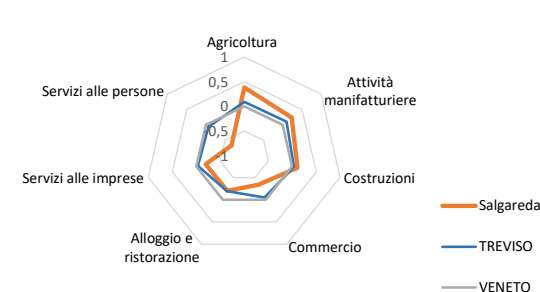 Agricoltura
1
0,5
0
-0,5
-1
Attività
manifatturiere
Costruzioni
Commercio
Alloggio e
ristorazione
Servizi alle imprese
Servizi alle persone
Salgareda
TREVISO
VENETO